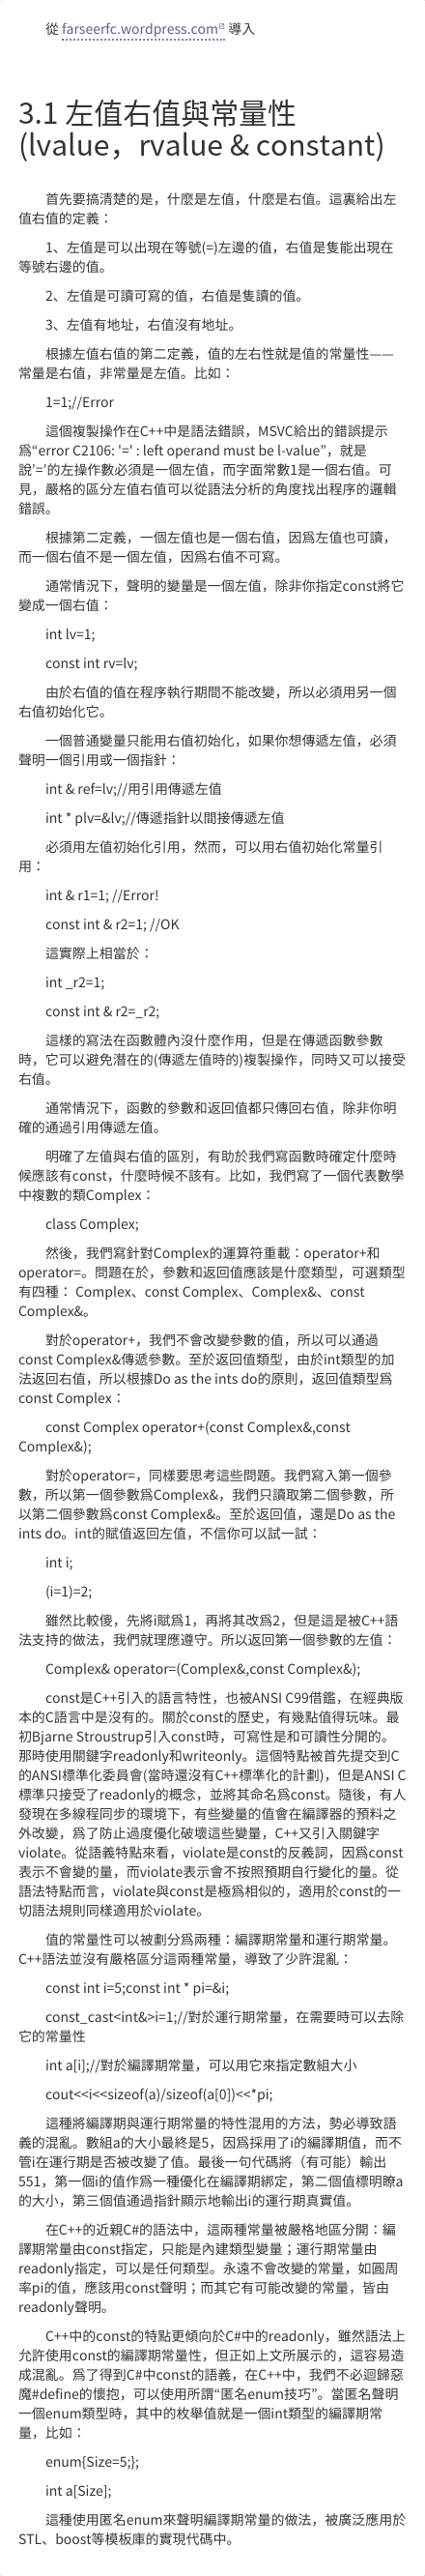 從 farseerfc.wordpress.com 導入
3.1 左值右值與常量性
(lvalue，rvalue & constant)
首先要搞清楚的是，什麼是左值，什麼是右值。這裏給出左
值右值的定義：
1、左值是可以出現在等號(=)左邊的值，右值是隻能出現在
等號右邊的值。
2、左值是可讀可寫的值，右值是隻讀的值。
3、左值有地址，右值沒有地址。
根據左值右值的第二定義，值的左右性就是值的常量性——
常量是右值，非常量是左值。比如：
1=1;//Error
這個複製操作在C++中是語法錯誤，MSVC給出的錯誤提示
爲“error C2106: '=' : left operand must be l-value”，就是
說’=’的左操作數必須是一個左值，而字面常數1是一個右值。可
見，嚴格的區分左值右值可以從語法分析的角度找出程序的邏輯
錯誤。
根據第二定義，一個左值也是一個右值，因爲左值也可讀，
而一個右值不是一個左值，因爲右值不可寫。
通常情況下，聲明的變量是一個左值，除非你指定const將它
變成一個右值：
int lv=1;
const int rv=lv;
由於右值的值在程序執行期間不能改變，所以必須用另一個
右值初始化它。
一個普通變量只能用右值初始化，如果你想傳遞左值，必須
聲明一個引用或一個指針：
int & ref=lv;//用引用傳遞左值
int * plv=&lv;//傳遞指針以間接傳遞左值
必須用左值初始化引用，然而，可以用右值初始化常量引
用：
int & r1=1; //Error!
const int & r2=1; //OK
這實際上相當於：
int _r2=1;
const int & r2=_r2;
這樣的寫法在函數體內沒什麼作用，但是在傳遞函數參數
時，它可以避免潛在的(傳遞左值時的)複製操作，同時又可以接受
右值。
通常情況下，函數的參數和返回值都只傳回右值，除非你明
確的通過引用傳遞左值。
明確了左值與右值的區別，有助於我們寫函數時確定什麼時
候應該有const，什麼時候不該有。比如，我們寫了一個代表數學
中複數的類Complex：
class Complex;
然後，我們寫針對Complex的運算符重載：operator+和
operator=。問題在於，參數和返回值應該是什麼類型，可選類型
有四種： Complex、const Complex、Complex&、const
Complex&。
對於operator+，我們不會改變參數的值，所以可以通過
const Complex&傳遞參數。至於返回值類型，由於int類型的加
法返回右值，所以根據Do as the ints do的原則，返回值類型爲
const Complex：
const Complex operator+(const Complex&,const
Complex&);
對於operator=，同樣要思考這些問題。我們寫入第一個參
數，所以第一個參數爲Complex&，我們只讀取第二個參數，所
以第二個參數爲const Complex&。至於返回值，還是Do as the
ints do。int的賦值返回左值，不信你可以試一試：
int i;
(i=1)=2;
雖然比較傻，先將i賦爲1，再將其改爲2，但是這是被C++語
法支持的做法，我們就理應遵守。所以返回第一個參數的左值：
Complex& operator=(Complex&,const Complex&);
const是C++引入的語言特性，也被ANSI C99借鑑，在經典版
本的C語言中是沒有的。關於const的歷史，有幾點值得玩味。最
初Bjarne Stroustrup引入const時，可寫性是和可讀性分開的。
那時使用關鍵字readonly和writeonly。這個特點被首先提交到C
的ANSI標準化委員會(當時還沒有C++標準化的計劃)，但是ANSI C
標準只接受了readonly的概念，並將其命名爲const。隨後，有人
發現在多線程同步的環境下，有些變量的值會在編譯器的預料之
外改變，爲了防止過度優化破壞這些變量，C++又引入關鍵字
violate。從語義特點來看，violate是const的反義詞，因爲const
表示不會變的量，而violate表示會不按照預期自行變化的量。從
語法特點而言，violate與const是極爲相似的，適用於const的一
切語法規則同樣適用於violate。
值的常量性可以被劃分爲兩種：編譯期常量和運行期常量。
C++語法並沒有嚴格區分這兩種常量，導致了少許混亂：
const int i=5;const int * pi=&i;
const_cast<int&>i=1;//對於運行期常量，在需要時可以去除
它的常量性
int a[i];//對於編譯期常量，可以用它來指定數組大小
cout<<i<<sizeof(a)/sizeof(a[0])<<*pi;
這種將編譯期與運行期常量的特性混用的方法，勢必導致語
義的混亂。數組a的大小最終是5，因爲採用了i的編譯期值，而不
管i在運行期是否被改變了值。最後一句代碼將（有可能）輸出
551，第一個i的值作爲一種優化在編譯期綁定，第二個值標明瞭a
的大小，第三個值通過指針顯示地輸出i的運行期真實值。
在C++的近親C#的語法中，這兩種常量被嚴格地區分開：編
譯期常量由const指定，只能是內建類型變量；運行期常量由
readonly指定，可以是任何類型。永遠不會改變的常量，如圓周
率pi的值，應該用const聲明；而其它有可能改變的常量，皆由
readonly聲明。
C++中的const的特點更傾向於C#中的readonly，雖然語法上
允許使用const的編譯期常量性，但正如上文所展示的，這容易造
成混亂。爲了得到C#中const的語義，在C++中，我們不必迴歸惡
魔#define的懷抱，可以使用所謂“匿名enum技巧”。當匿名聲明
一個enum類型時，其中的枚舉值就是一個int類型的編譯期常
量，比如：
enum{Size=5;};
int a[Size];
這種使用匿名enum來聲明編譯期常量的做法，被廣泛應用於
STL、boost等模板庫的實現代碼中。